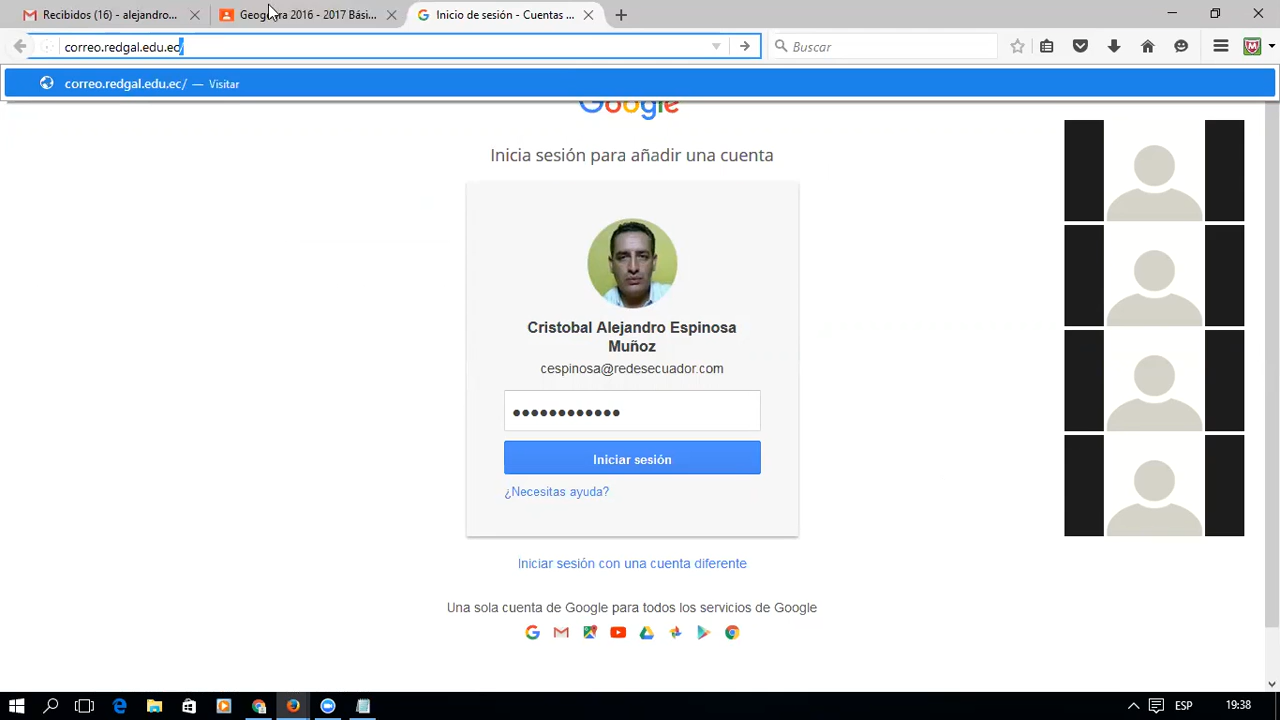 Recibidos (16) - alejandro...
Geografía 2016 - 2017 Bási...
Inicio de sesión - Cuentas ...
correo.redgal.edu.ec/
Buscar
correo.redgal.edu.ec/ — Visitar
Google
Inicia sesión para añadir una cuenta
Cristobal Alejandro Espinosa
Muñoz
cespinosa@redesecuador.com
Iniciar sesión
¿Necesitas ayuda?
Iniciar sesión con una cuenta diferente
Una sola cuenta de Google para todos los servicios de Google
ESP
19:38